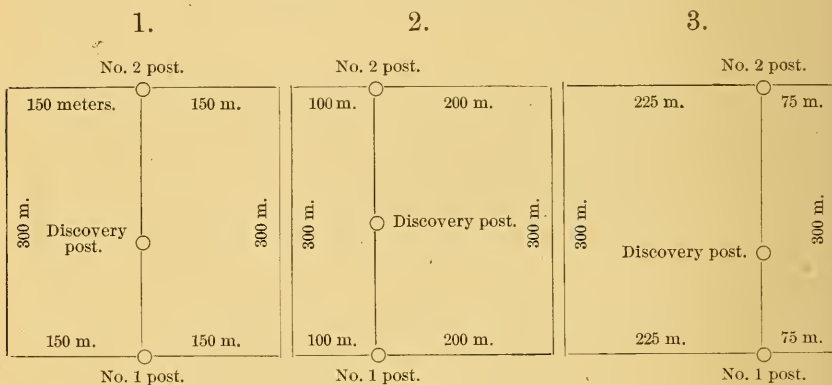 1.
2.
3.
No. 2 post.
No. 2 post.
No. 2 post.
150 meters.
150 m.
100 m.
200 m.
225 m.
75 m.
300 m.
Discovery
post.
300 m.
300 m.
Discovery post.
300 m.
300 m.
Discovery post.
150 m.
150 m.
100 m.
200 m.
225 m.
75 m.
No. 1 post.
No. 1 post.
No. 1 post.